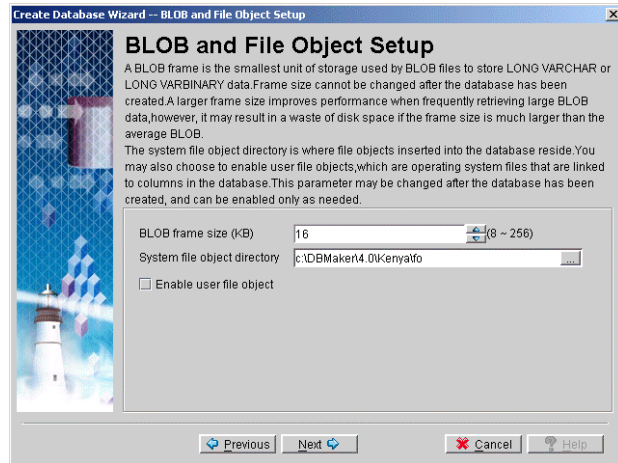 Create Database Wizard -- BLOB and File Object Setup
BLOB and File Object Setup
A BLOB frame is the smallest unit of storage used by BLOB files to store LONG VARCHAR or
LONG VARBINARY data.Frame size cannot be changed after the database has been
created.A larger frame size improves performance when frequently retrieving large BLOB
data,however, it may result in a waste of disk space if the frame size is much larger than the
average BLOB.
The system file object directory is where file objects inserted into the database reside.You
may also choose to enable user file objects,which are operating system files that are linked
to columns in the database.This parameter may be changed after the database has been
created, and can be enabled only as needed.
BLOB frame size (KB) 16 (8 ~ 256)
System file object directory c:\DBMaker\4.0\Kenya\fo ...
Enable user file object
Previous Next Cancel Help